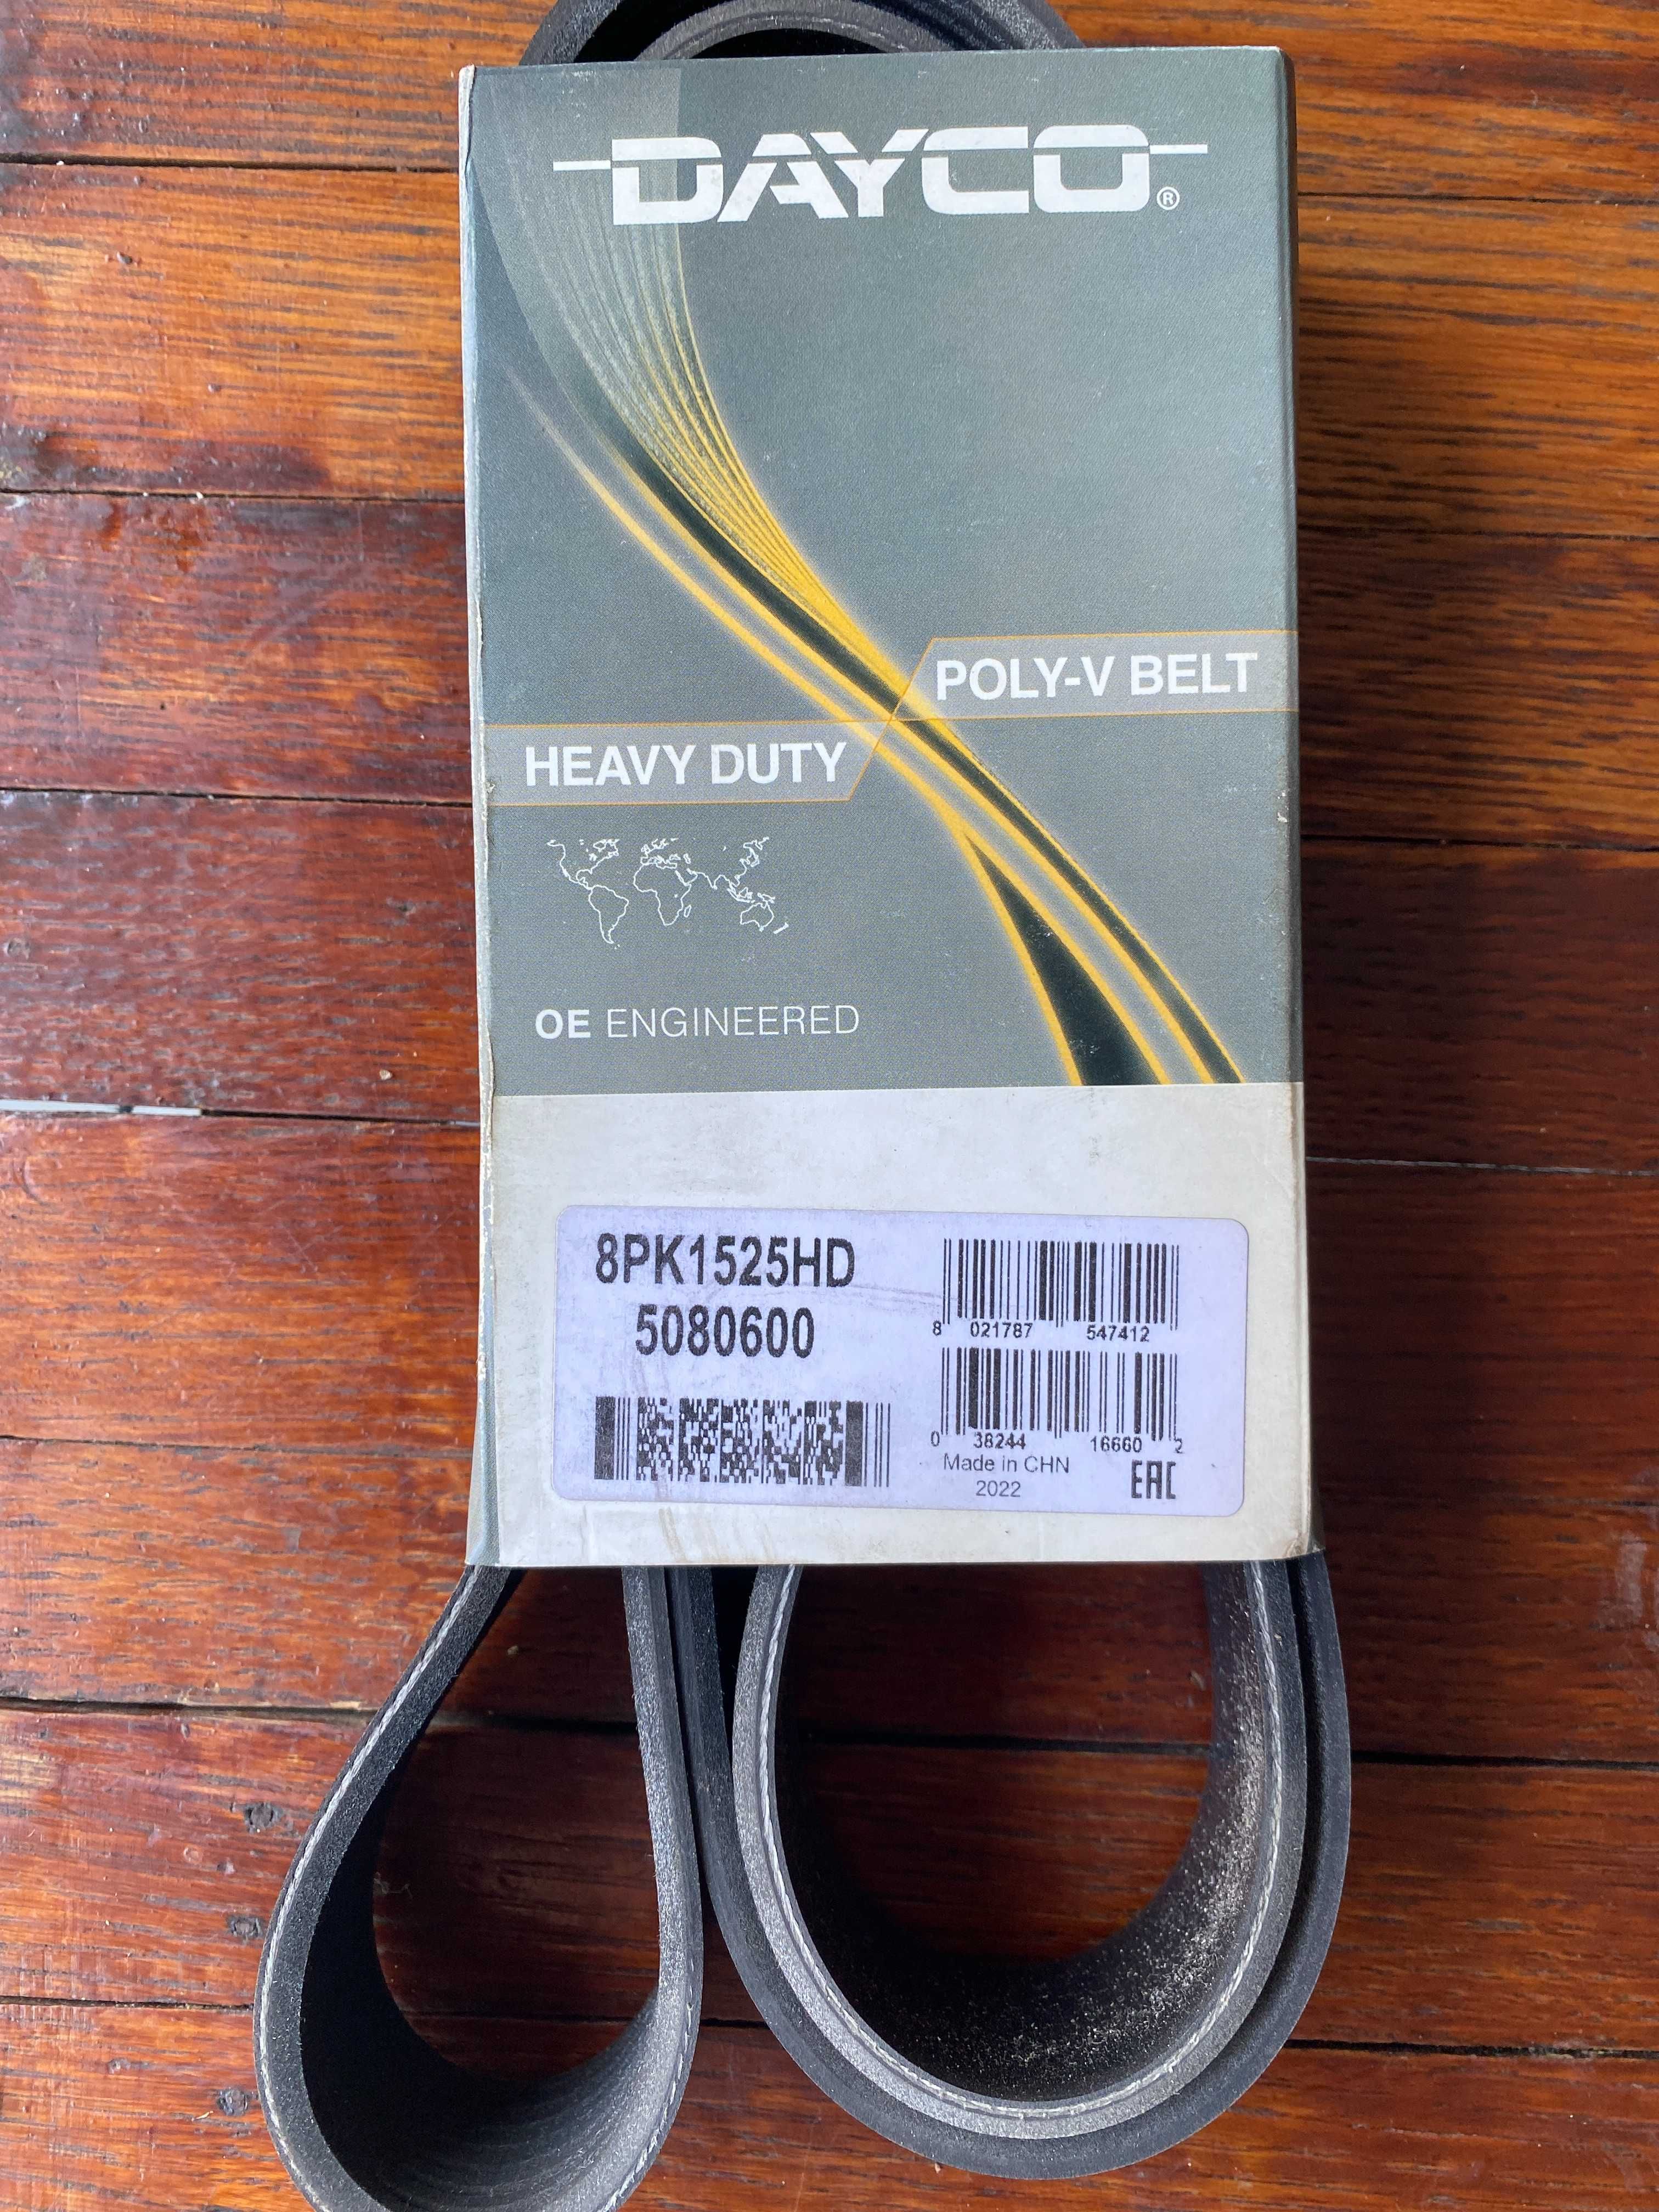 DAYCO®
POLY-V BELT
HEAVY DUTY
OE ENGINEERED
8PK1525HD
5080600
8 021787 547412
0 38244 16660 2
Made in CHN
2022
EAC